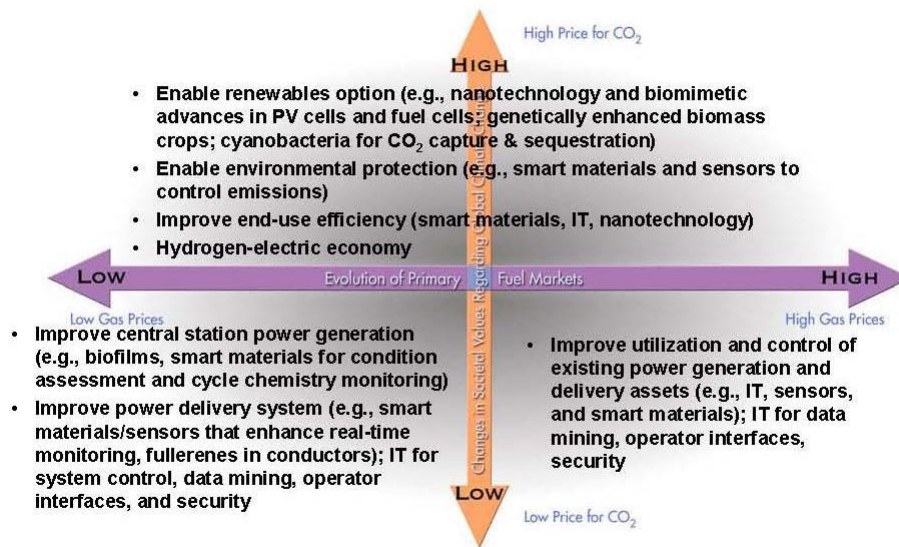 High Price for CO₂
HIGH
• Enable renewables option (e.g., nanotechnology and biomimetic
advances in PV cells and fuel cells; genetically enhanced biomass
crops; cyanobacteria for CO₂ capture & sequestration)
• Enable environmental protection (e.g., smart materials and sensors to
control emissions)
• Improve end-use efficiency (smart materials, IT, nanotechnology)
• Hydrogen-electric economy
LOW
Evolution of Primary Fuel Markets
HIGH
Low Gas Prices
High Gas Prices
Changes in Societal Values Regarding Global Climate Change
• Improve central station power generation
(e.g., biofilms, smart materials for condition
assessment and cycle chemistry monitoring)
• Improve power delivery system (e.g., smart
materials/sensors that enhance real-time
monitoring, fullerenes in conductors); IT for
system control, data mining, operator
interfaces, and security
• Improve utilization and control of
existing power generation and
delivery assets (e.g., IT, sensors,
and smart materials); IT for data
mining, operator interfaces,
security
LOW
Low Price for CO₂